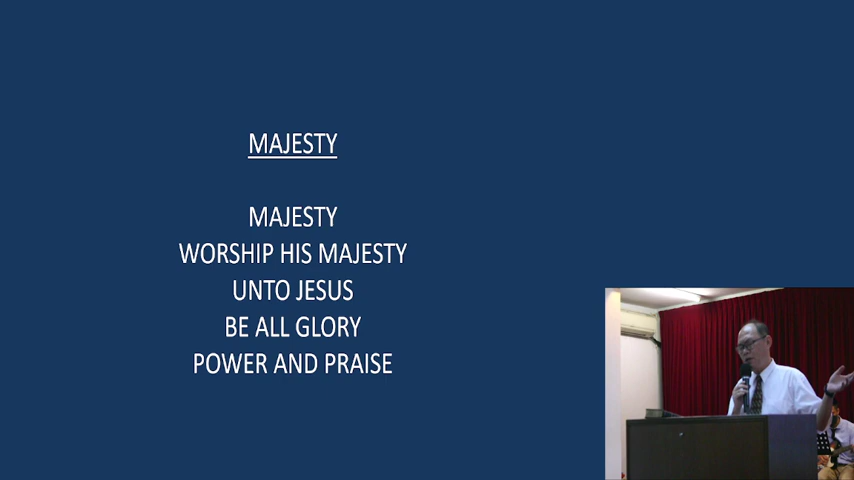 MAJESTY
MAJESTY
WORSHIP HIS MAJESTY
UNTO JESUS
BE ALL GLORY
POWER AND PRAISE